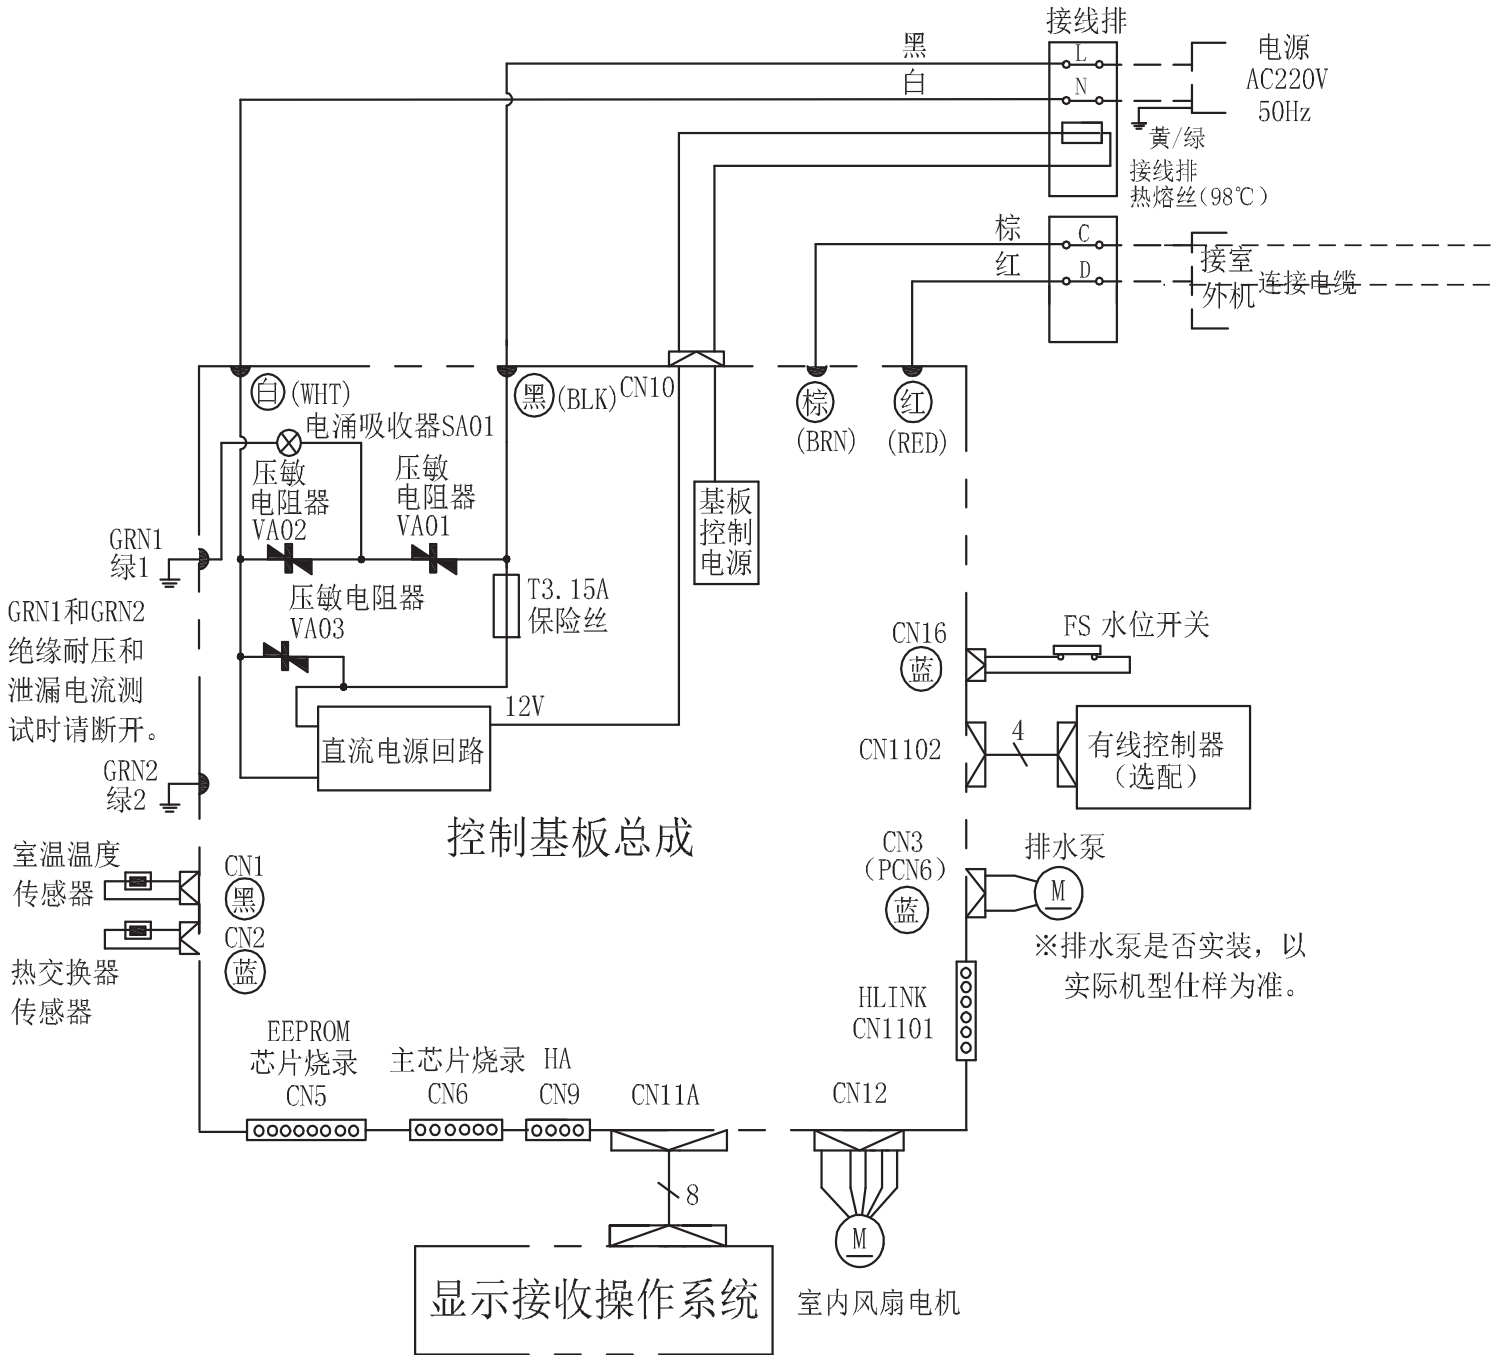 接线排
黑
L
电源
白
N
AC220V
50Hz
黄/绿
接线排
热熔丝(98℃)
棕
C
红
D
接室
外机
连接电缆
白
(WHT)
黑
(BLK)
CN10
棕
(BRN)
红
(RED)
电涌吸收器SA01
压敏
电阻器
VA02
压敏
电阻器
VA01
基板
控制
电源
GRN1
绿1
T3.15A
保险丝
压敏电阻器
VA03
GRN1和GRN2
绝缘耐压和
泄漏电流测
试时请断开。
CN16
蓝
FS 水位开关
12V
直流电源回路
CN1102
4
有线控制器
(选配)
GRN2
绿2
控制基板总成
室温温度
传感器
CN1
黑
CN3
(PCN6)
蓝
排水泵
M
CN2
蓝
热交换器
传感器
※排水泵是否实装，以
实际机型仕样为准。
HLINK
CN1101
EEPROM
芯片烧录
CN5
主芯片烧录
CN6
HA
CN9
CN11A
CN12
8
M
显示接收操作系统
室内风扇电机